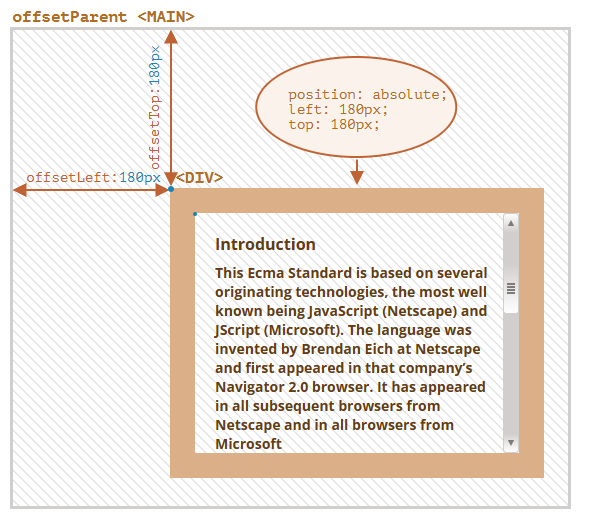 offsetParent <MAIN>
offsetTop:180px
position: absolute;
left: 180px;
top: 180px;
offsetLeft:180px
<DIV>
Introduction
This Ecma Standard is based on several
originating technologies, the most well
known being JavaScript (Netscape) and
JScript (Microsoft). The language was
invented by Brendan Eich at Netscape
and first appeared in that company’s
Navigator 2.0 browser. It has appeared
in all subsequent browsers from
Netscape and in all browsers from
Microsoft